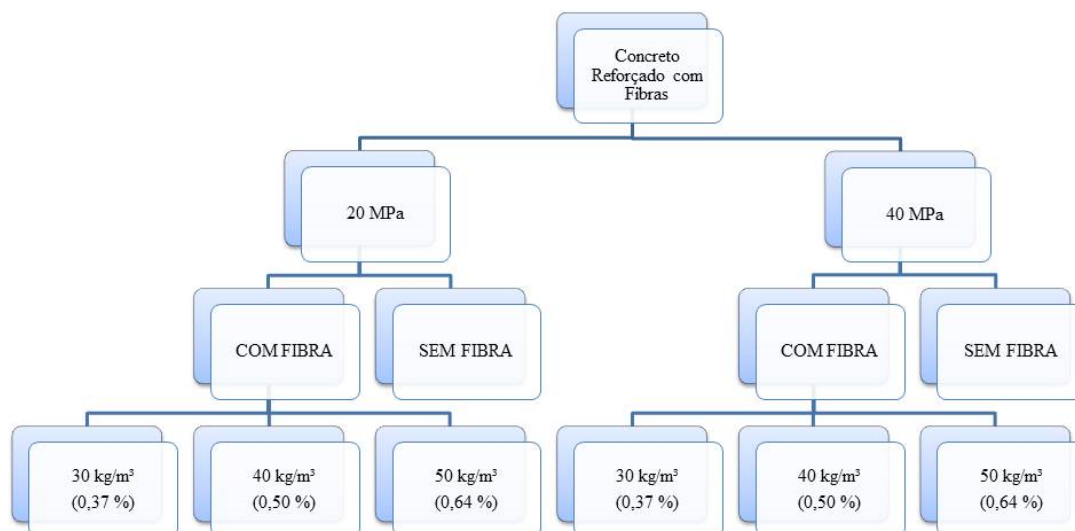 Concreto
Reforçado com
Fibras
20 MPa
40 MPa
COM FIBRA
SEM FIBRA
COM FIBRA
SEM FIBRA
30 kg/m³
(0,37 %)
40 kg/m³
(0,50 %)
50 kg/m³
(0,64 %)
30 kg/m³
(0,37 %)
40 kg/m³
(0,50 %)
50 kg/m³
(0,64 %)